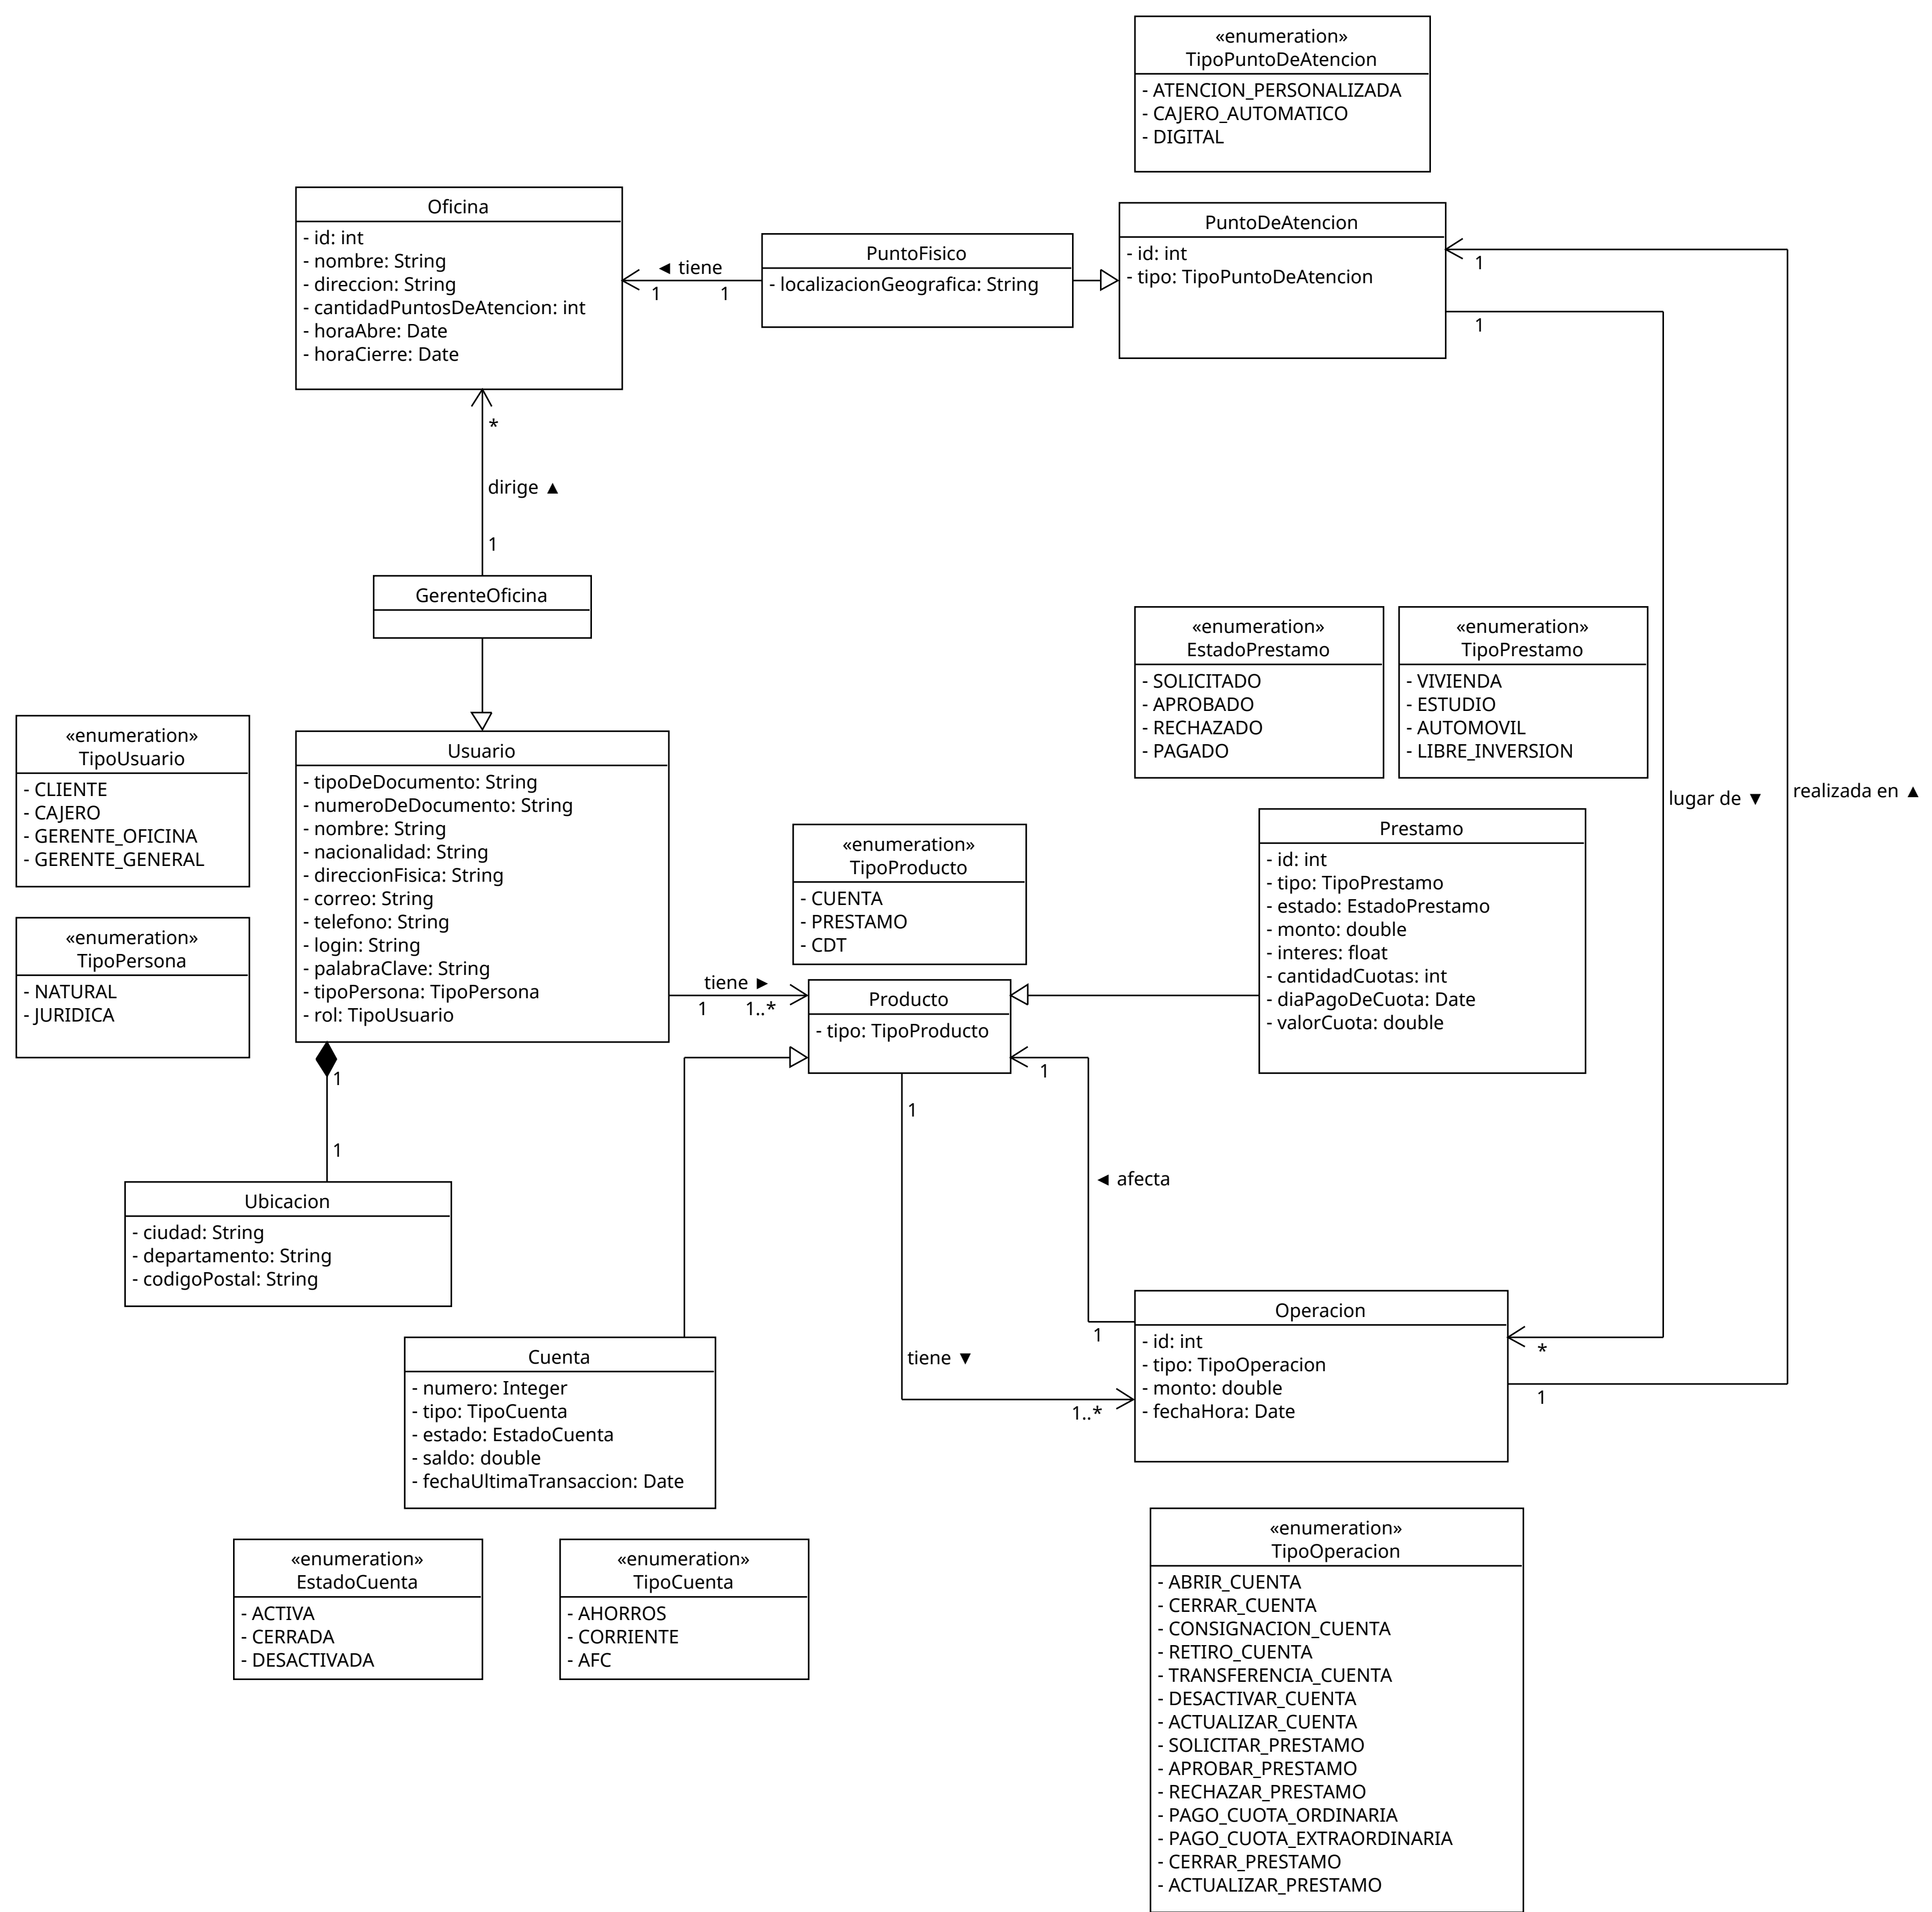 «enumeration»
TipoPuntoDeAtencion
- ATENCION_PERSONALIZADA
- CAJERO_AUTOMATICO
- DIGITAL
Oficina
- id: int
- nombre: String
- direccion: String
- cantidadPuntosDeAtencion: int
- horaAbre: Date
- horaCierre: Date
◄ tiene
1 1
PuntoFisico
- localizacionGeografica: String
PuntoDeAtencion
- id: int
- tipo: TipoPuntoDeAtencion
1
1
*
dirige ▲
1
GerenteOficina
«enumeration»
EstadoPrestamo
- SOLICITADO
- APROBADO
- RECHAZADO
- PAGADO
«enumeration»
TipoPrestamo
- VIVIENDA
- ESTUDIO
- AUTOMOVIL
- LIBRE_INVERSION
lugar de ▼
realizada en ▲
«enumeration»
TipoUsuario
- CLIENTE
- CAJERO
- GERENTE_OFICINA
- GERENTE_GENERAL
«enumeration»
TipoPersona
- NATURAL
- JURIDICA
Usuario
- tipoDeDocumento: String
- numeroDeDocumento: String
- nombre: String
- nacionalidad: String
- direccionFisica: String
- correo: String
- telefono: String
- login: String
- palabraClave: String
- tipoPersona: TipoPersona
- rol: TipoUsuario
tiene ►
1 1..*
«enumeration»
TipoProducto
- CUENTA
- PRESTAMO
- CDT
Producto
- tipo: TipoProducto
Prestamo
- id: int
- tipo: TipoPrestamo
- estado: EstadoPrestamo
- monto: double
- interes: float
- cantidadCuotas: int
- diaPagoDeCuota: Date
- valorCuota: double
1
1
1
1
◄ afecta
Ubicacion
- ciudad: String
- departamento: String
- codigoPostal: String
1
tiene ▼
1..*
Operacion
- id: int
- tipo: TipoOperacion
- monto: double
- fechaHora: Date
*
1
Cuenta
- numero: Integer
- tipo: TipoCuenta
- estado: EstadoCuenta
- saldo: double
- fechaUltimaTransaccion: Date
«enumeration»
EstadoCuenta
- ACTIVA
- CERRADA
- DESACTIVADA
«enumeration»
TipoCuenta
- AHORROS
- CORRIENTE
- AFC
«enumeration»
TipoOperacion
- ABRIR_CUENTA
- CERRAR_CUENTA
- CONSIGNACION_CUENTA
- RETIRO_CUENTA
- TRANSFERENCIA_CUENTA
- DESACTIVAR_CUENTA
- ACTUALIZAR_CUENTA
- SOLICITAR_PRESTAMO
- APROBAR_PRESTAMO
- RECHAZAR_PRESTAMO
- PAGO_CUOTA_ORDINARIA
- PAGO_CUOTA_EXTRAORDINARIA
- CERRAR_PRESTAMO
- ACTUALIZAR_PRESTAMO